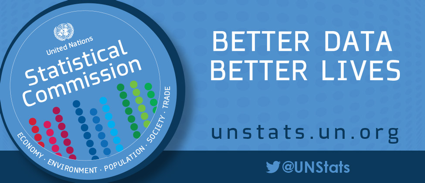 United Nations
Statistical
Commission
ECONOMY · ENVIRONMENT · POPULATION · SOCIETY · TRADE
BETTER DATA
BETTER LIVES
unstats.un.org
@UNStats